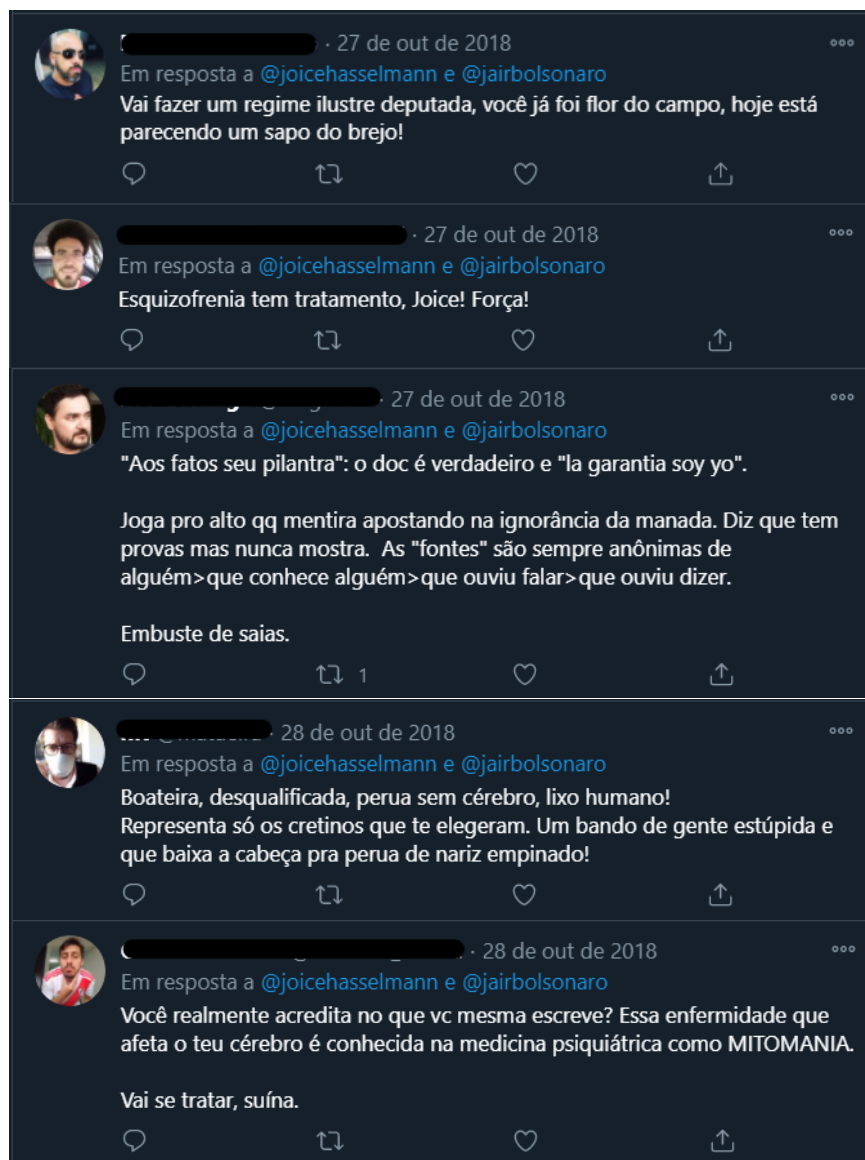 · 27 de out de 2018
Em resposta a @joicehasselmann e @jairbolsonaro
Vai fazer um regime ilustre deputada, você já foi flor do campo, hoje está
parecendo um sapo do brejo!
· 27 de out de 2018
Em resposta a @joicehasselmann e @jairbolsonaro
Esquizofrenia tem tratamento, Joice! Força!
· 27 de out de 2018
Em resposta a @joicehasselmann e @jairbolsonaro
"Aos fatos seu pilantra": o doc é verdadeiro e "la garantia soy yo".
Joga pro alto qq mentira apostando na ignorância da manada. Diz que tem
provas mas nunca mostra. As "fontes" são sempre anônimas de
alguém>que conhece alguém>que ouviu falar>que ouviu dizer.
Embuste de saias.
1
· 28 de out de 2018
Em resposta a @joicehasselmann e @jairbolsonaro
Boateira, desqualificada, perua sem cérebro, lixo humano!
Representa só os cretinos que te elegeram. Um bando de gente estúpida e
que baixa a cabeça pra perua de nariz empinado!
· 28 de out de 2018
Em resposta a @joicehasselmann e @jairbolsonaro
Você realmente acredita no que vc mesma escreve? Essa enfermidade que
afeta o teu cérebro é conhecida na medicina psiquiátrica como MITOMANIA.
Vai se tratar, suína.